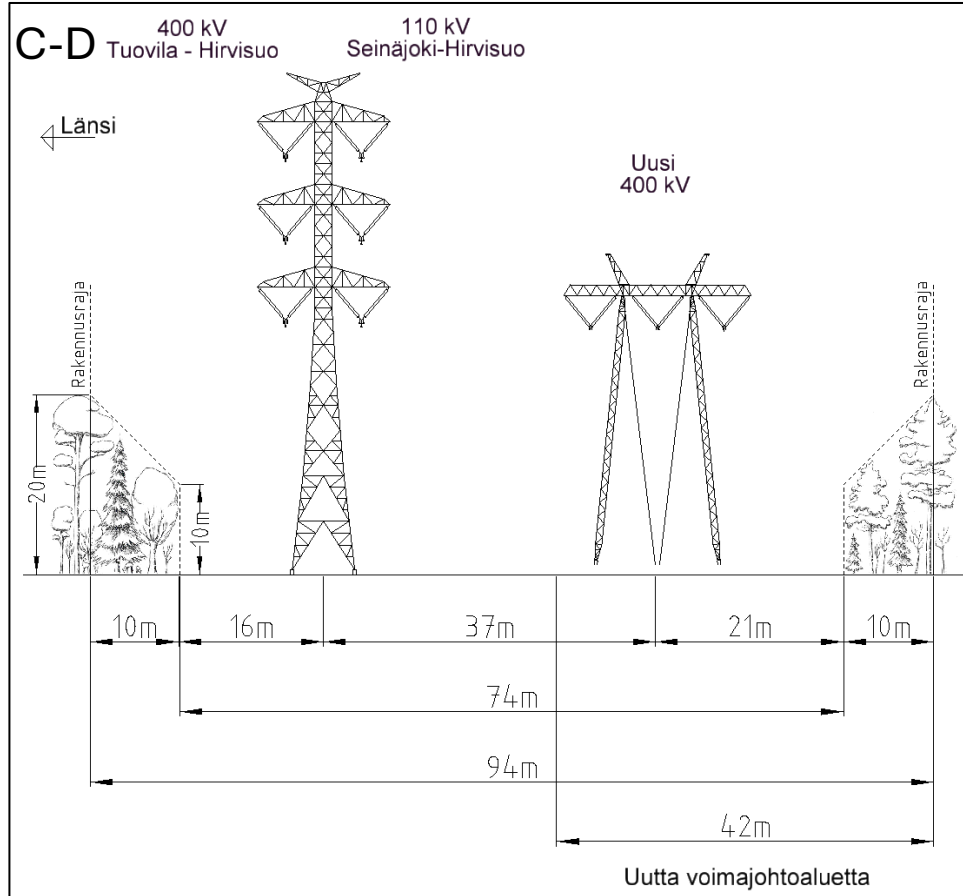 C-D
400 kV
Tuovila - Hirvisuo
110 kV
Seinäjoki-Hirvisuo
Länsi
Uusi
400 kV
Rakennusraja
Rakennusraja
20m
10m
10m
16m
37m
21m
10m
74m
94m
42m
Uutta voimajohtoaluetta